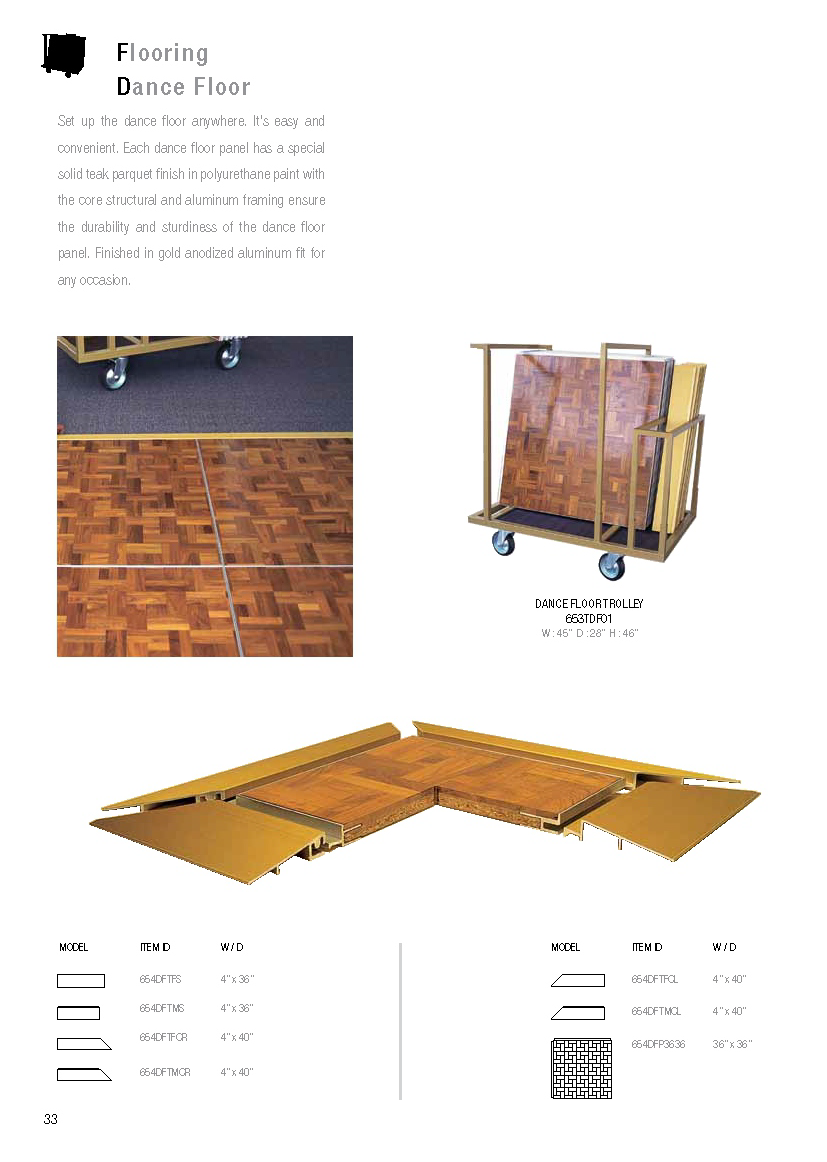 Flooring
Dance Floor
Set up the dance floor anywhere. It's easy and
convenient. Each dance floor panel has a special
solid teak parquet finish in polyurethane paint with
the core structural and aluminum framing ensure
the durability and sturdiness of the dance floor
panel. Finished in gold anodized aluminum fit for
any occasion.
DANCE FLOOR TROLLEY
653TDF01
W : 45" D : 28" H : 46"
MODEL ITEM ID W / D
654DFTFS 4" x 36"
654DFTMS 4" x 36"
654DFTFCR 4" x 40"
654DFTMCR 4" x 40"
MODEL ITEM ID W / D
654DFTFCL 4" x 40"
654DFTMCL 4" x 40"
654DFP3636 36" x 36"
33